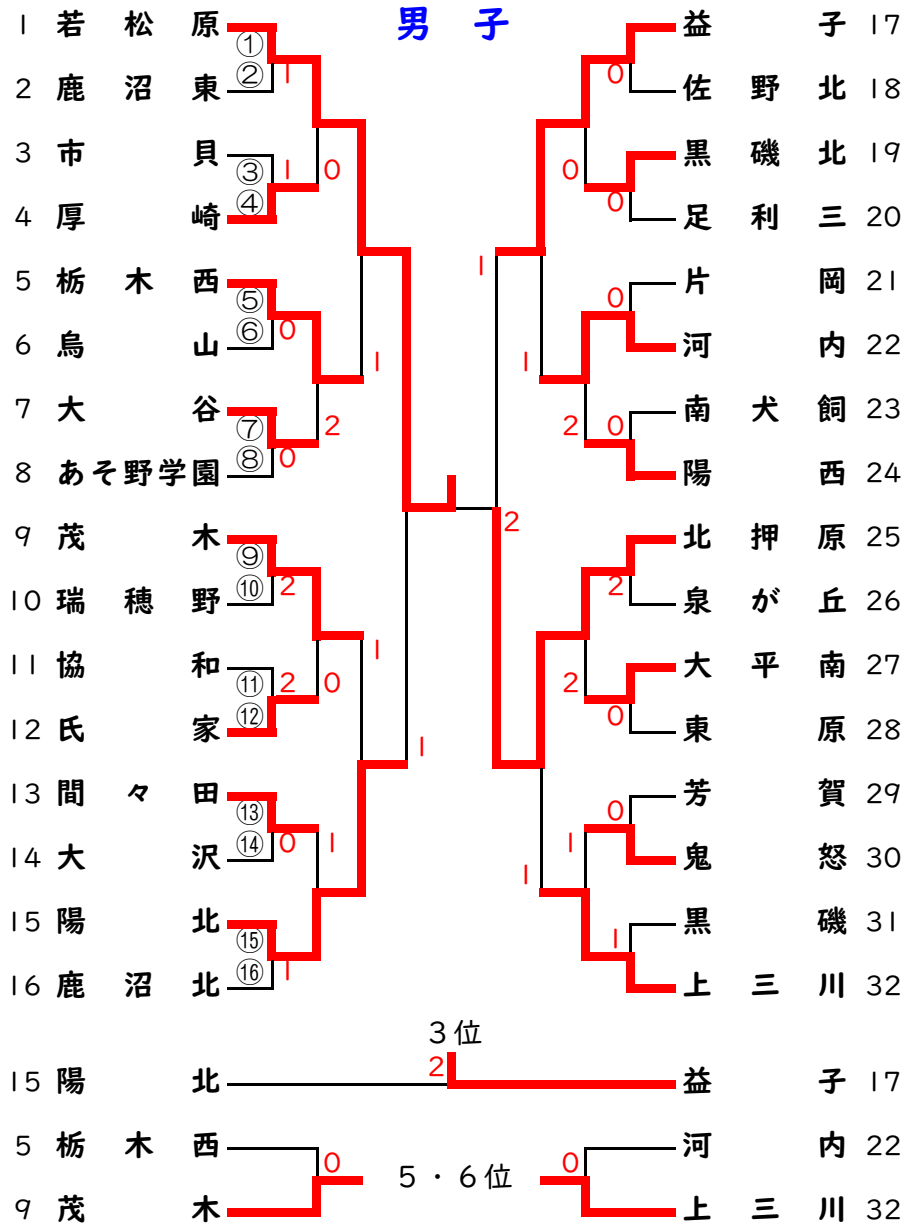 男子
1 若松原
①
②
1
2 鹿沼東
3 市貝
③
④
1
0
4 厚崎
5 栃木西
⑤
⑥
0
1
6 烏山
7 大谷
⑦
⑧
0
2
8 あそ野学園
9 茂木
⑨
⑩
2
1
10 瑞穂野
11 協和
⑪
⑫
2
0
12 氏家
1
13 間々田
⑬
⑭
0
1
14 大沢
15 陽北
⑮
⑯
1
16 鹿沼北
益子 17
0
佐野北 18
黒磯北 19
0
0
足利三 20
1
片岡 21
0
1
河内 22
南犬飼 23
2
0
陽西 24
2
北押原 25
2
泉が丘 26
大平南 27
2
0
東原 28
芳賀 29
0
1
鬼怒 30
1
黒磯 31
1
上三川 32
3位
15 陽北
2
益子 17
5 栃木西
0
5・6位
0
河内 22
9 茂木
上三川 32